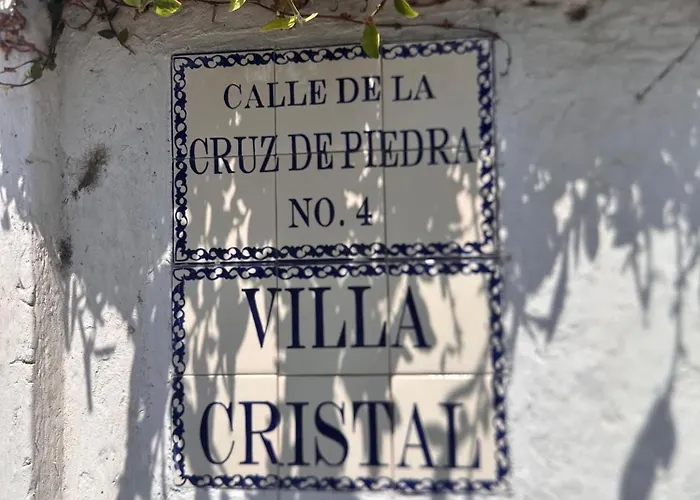 CALLE DE LA
CRUZ DE PIEDRA
NO. 4
VILLA
CRISTAL